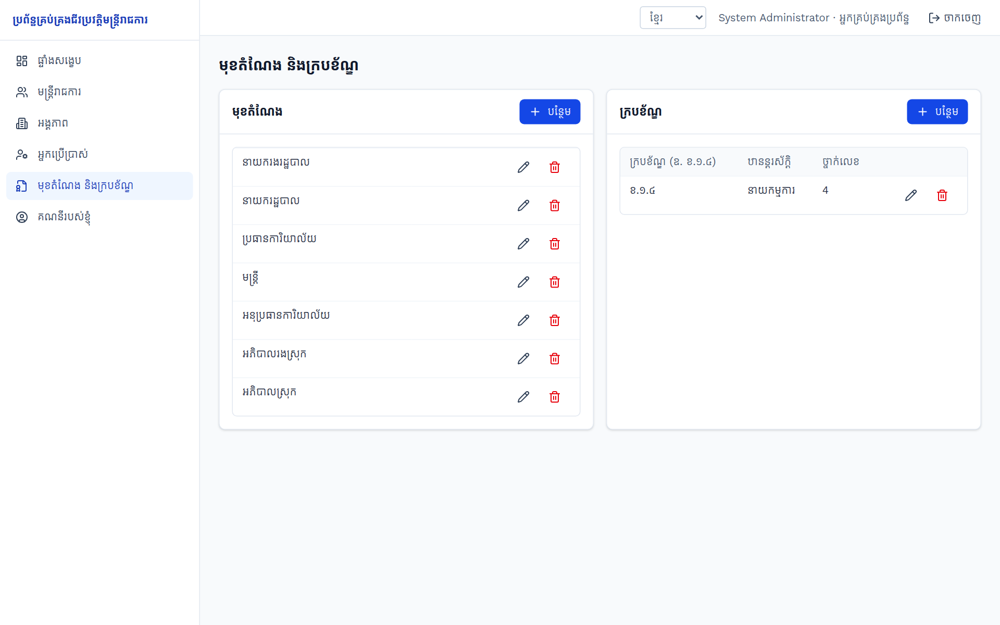 ប្រព័ន្ធគ្រប់គ្រងជីវប្រវត្តិមន្ត្រីរាជការ
ខ្មែរ
System Administrator · អ្នកគ្រប់គ្រងប្រព័ន្ធ
ចាកចេញ
ផ្ទាំងសង្ខេប
មន្ត្រីរាជការ
អង្គភាព
អ្នកប្រើប្រាស់
មុខតំណែង និងក្របខ័ណ្ឌ
គណនីរបស់ខ្ញុំ
មុខតំណែង និងក្របខ័ណ្ឌ
មុខតំណែង
បន្ថែម
នាយករងរដ្ឋបាល
នាយករដ្ឋបាល
ប្រធានការិយាល័យ
មន្ត្រី
អនុប្រធានការិយាល័យ
អភិបាលរងស្រុក
អភិបាលស្រុក
ក្របខ័ណ្ឌ
បន្ថែម
ក្របខ័ណ្ឌ (ឧ. ខ.១.៤) ឋានន្តរស័ក្តិ ថ្នាក់លេខ
ខ.១.៤ នាយកម្មការ 4